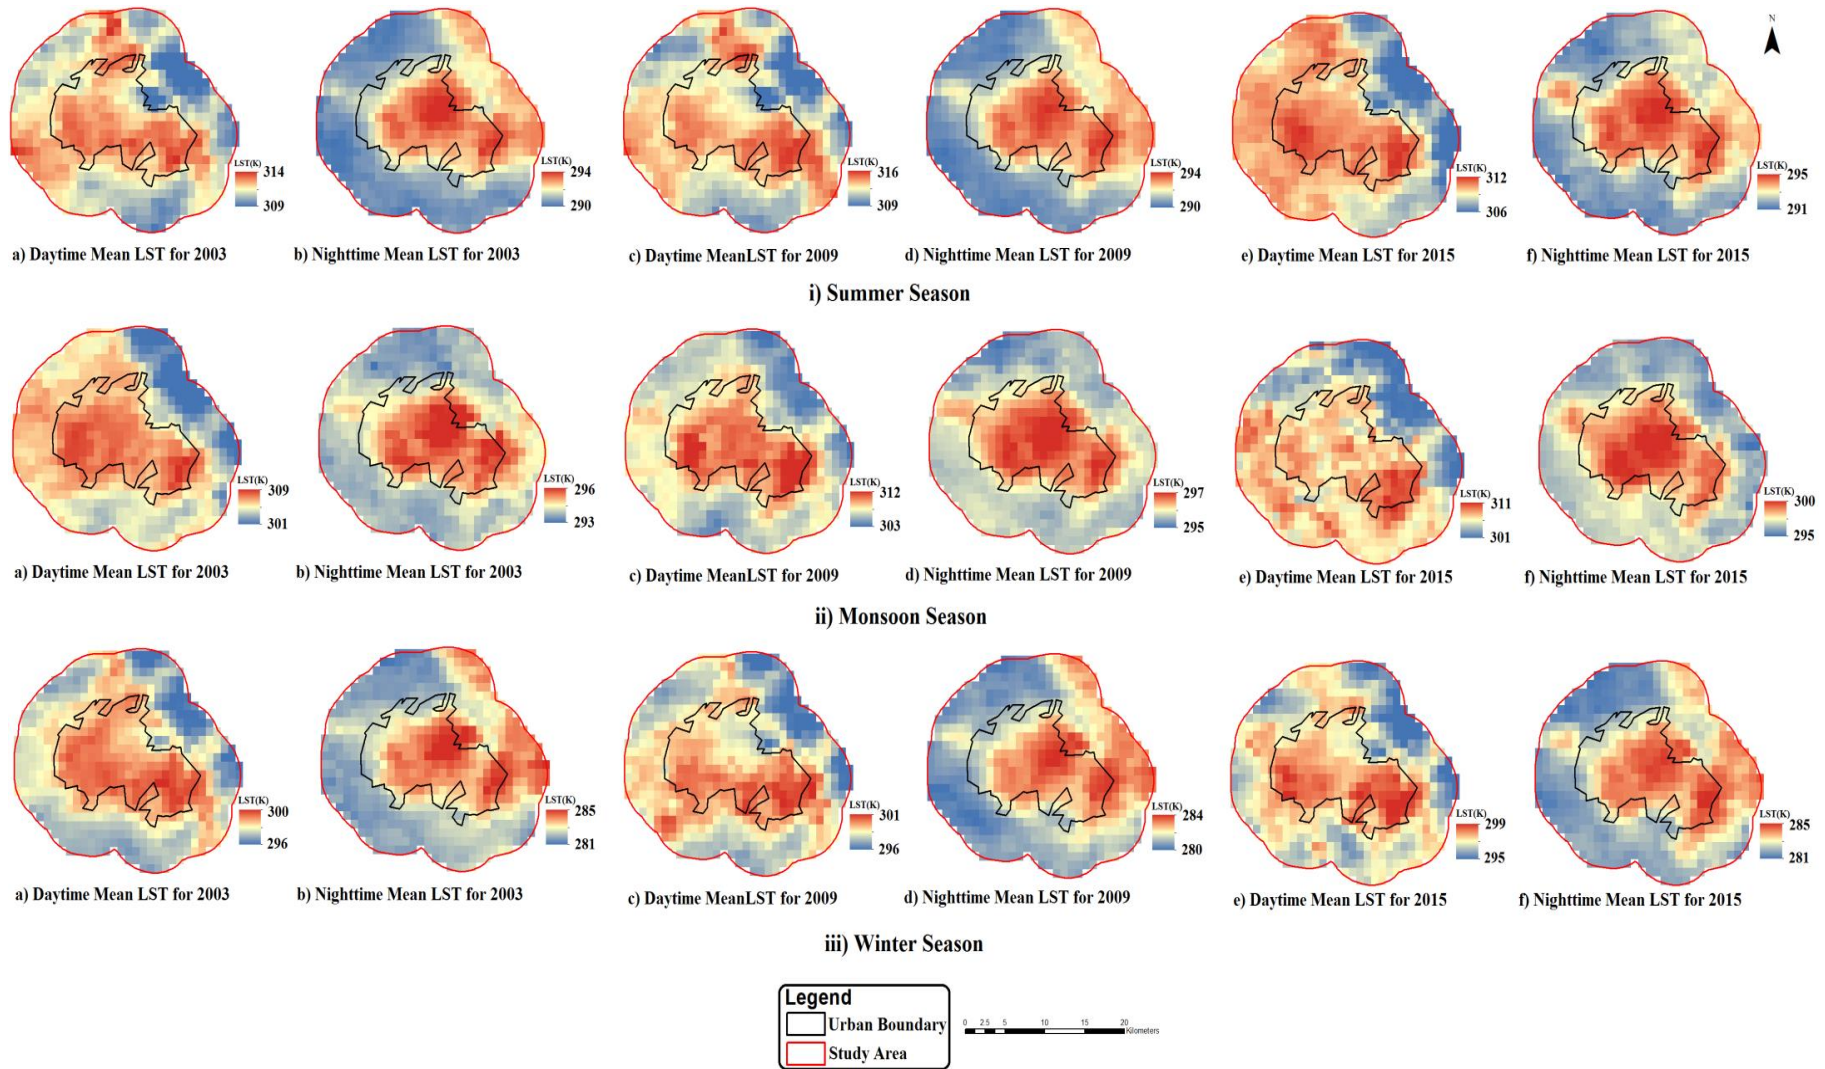 N
LST(K)
314
309
LST(K)
294
290
LST(K)
316
309
LST(K)
294
290
LST(K)
312
306
LST(K)
295
291
a) Daytime Mean LST for 2003
b) Nighttime Mean LST for 2003
c) Daytime MeanLST for 2009
d) Nighttime Mean LST for 2009
e) Daytime Mean LST for 2015
f) Nighttime Mean LST for 2015
i) Summer Season
LST(K)
309
301
LST(K)
296
293
LST(K)
312
303
LST(K)
297
295
LST(K)
311
301
LST(K)
300
295
a) Daytime Mean LST for 2003
b) Nighttime Mean LST for 2003
c) Daytime MeanLST for 2009
d) Nighttime Mean LST for 2009
e) Daytime Mean LST for 2015
f) Nighttime Mean LST for 2015
ii) Monsoon Season
LST(K)
300
296
LST(K)
285
281
LST(K)
301
296
LST(K)
284
280
LST(K)
299
295
LST(K)
285
281
a) Daytime Mean LST for 2003
b) Nighttime Mean LST for 2003
c) Daytime MeanLST for 2009
d) Nighttime Mean LST for 2009
e) Daytime Mean LST for 2015
f) Nighttime Mean LST for 2015
iii) Winter Season
Legend
Urban Boundary
Study Area
0 2.5 5 10 15 20
Kilometers